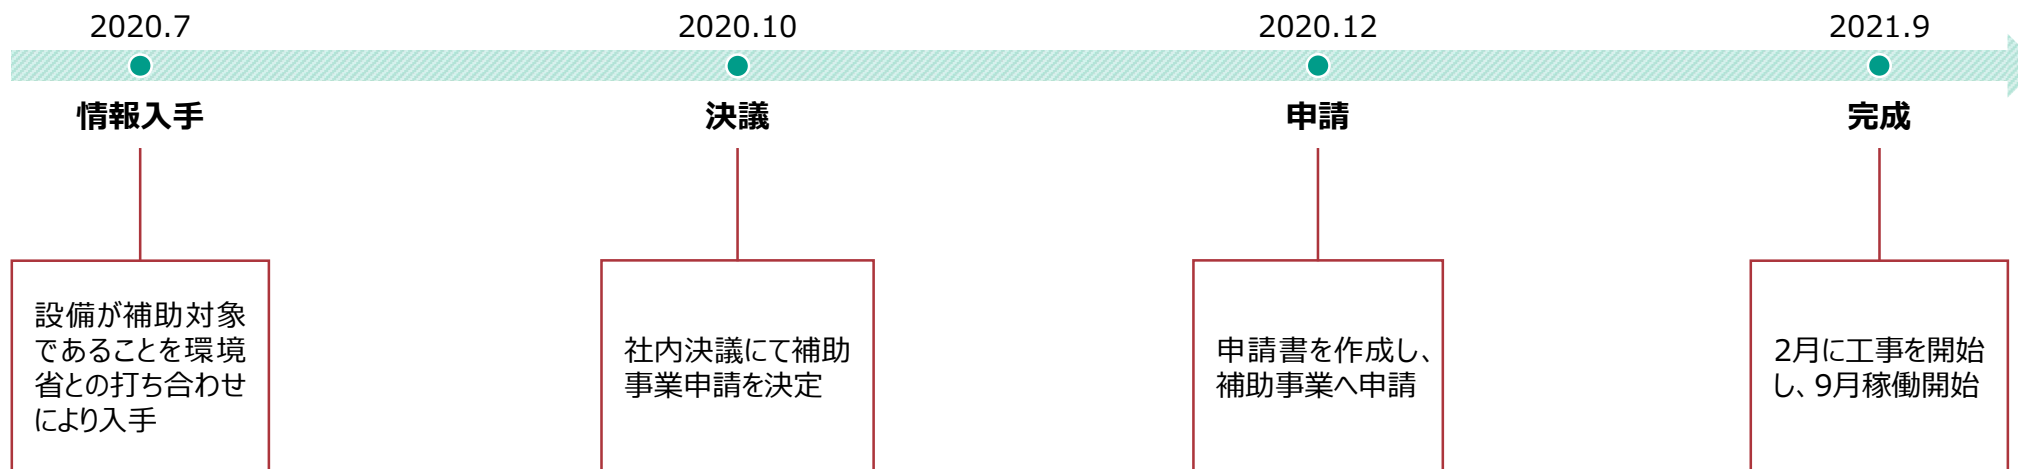 2020.7
2020.10
2020.12
2021.9
情報入手
決議
申請
完成
設備が補助対象
であることを環境
省との打ち合わせ
により入手
社内決議にて補助
事業申請を決定
申請書を作成し、
補助事業へ申請
2月に工事を開始
し、9月稼働開始